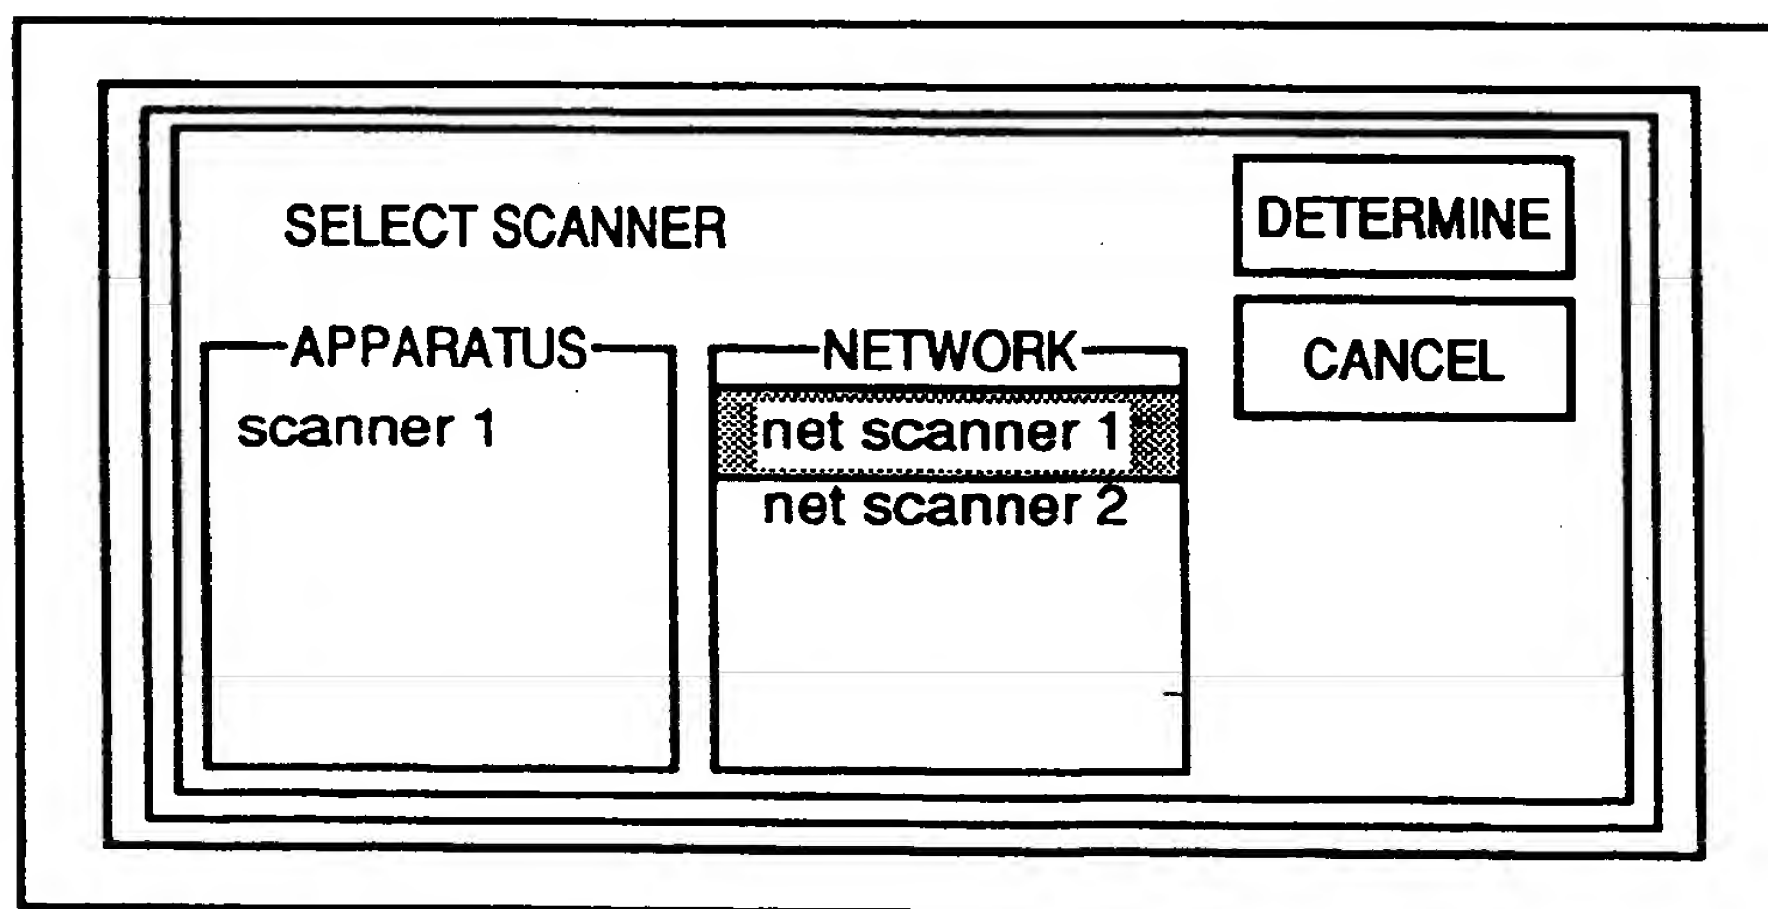 SELECT SCANNER
DETERMINE
CANCEL
APPARATUS
scanner 1
NETWORK
net scanner 1
net scanner 2